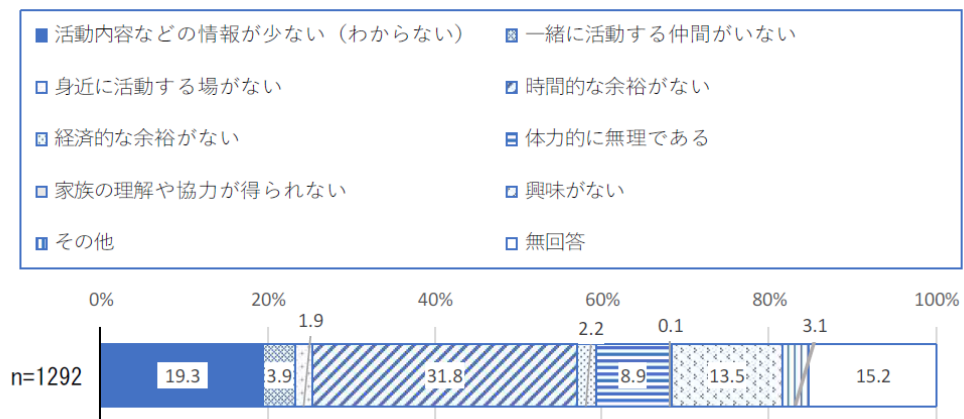 活動内容などの情報が少ない（わからない）
一緒に活動する仲間がいない
身近に活動する場がない
時間的な余裕がない
経済的な余裕がない
体力的に無理である
家族の理解や協力が得られない
興味がない
その他
無回答
0% 20% 40% 60% 80% 100%
1.9 2.2 0.1 3.1
n=1292 19.3 3.9 31.8 8.9 13.5 15.2